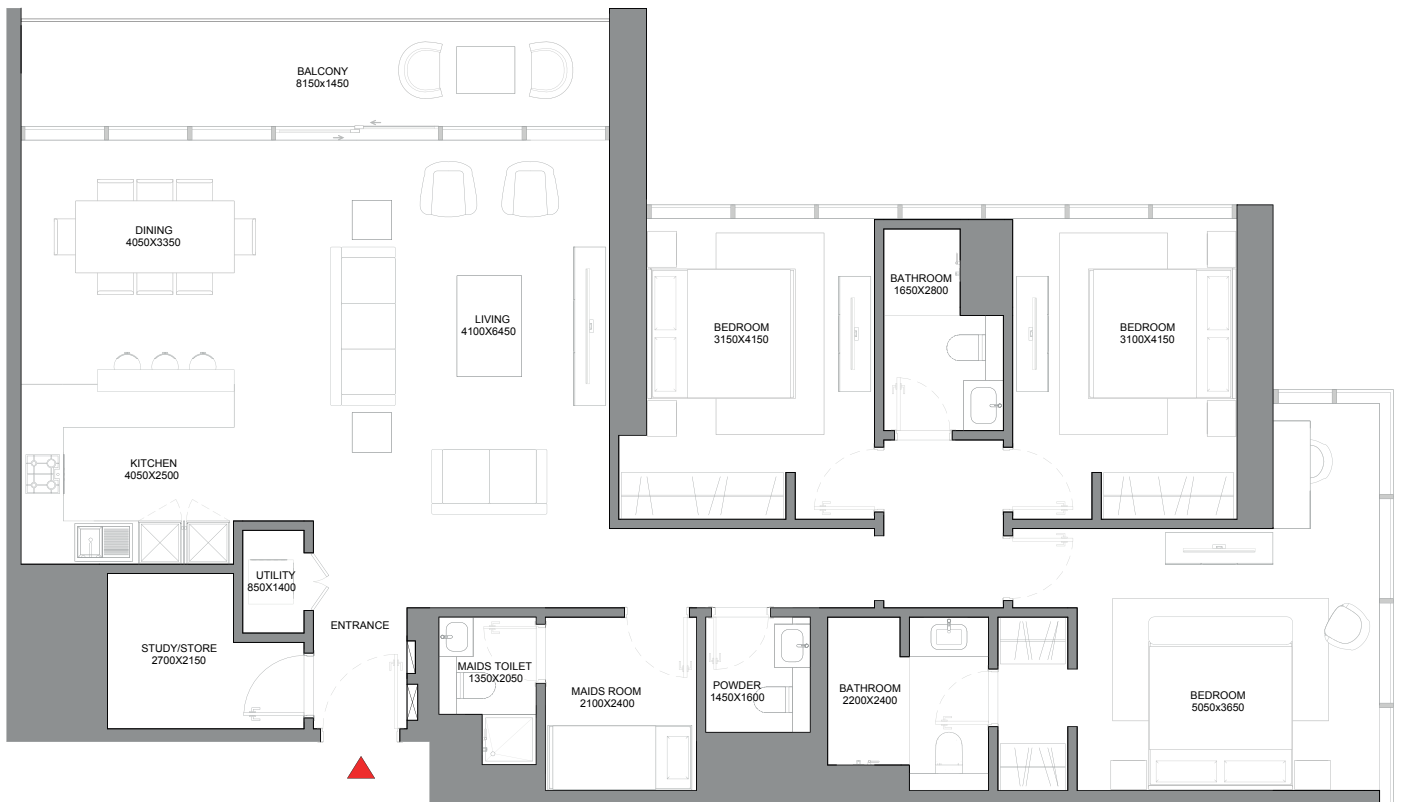 BALCONY
8150x1450
DINING
4050X3350
LIVING
4100X6450
BEDROOM
3150X4150
BATHROOM
1650X2800
BEDROOM
3100X4150
KITCHEN
4050X2500
UTILITY
850X1400
ENTRANCE
STUDY/STORE
2700X2150
MAIDS TOILET
1350X2050
MAIDS ROOM
2100X2400
POWDER
1450X1600
BATHROOM
2200X2400
BEDROOM
5050x3650